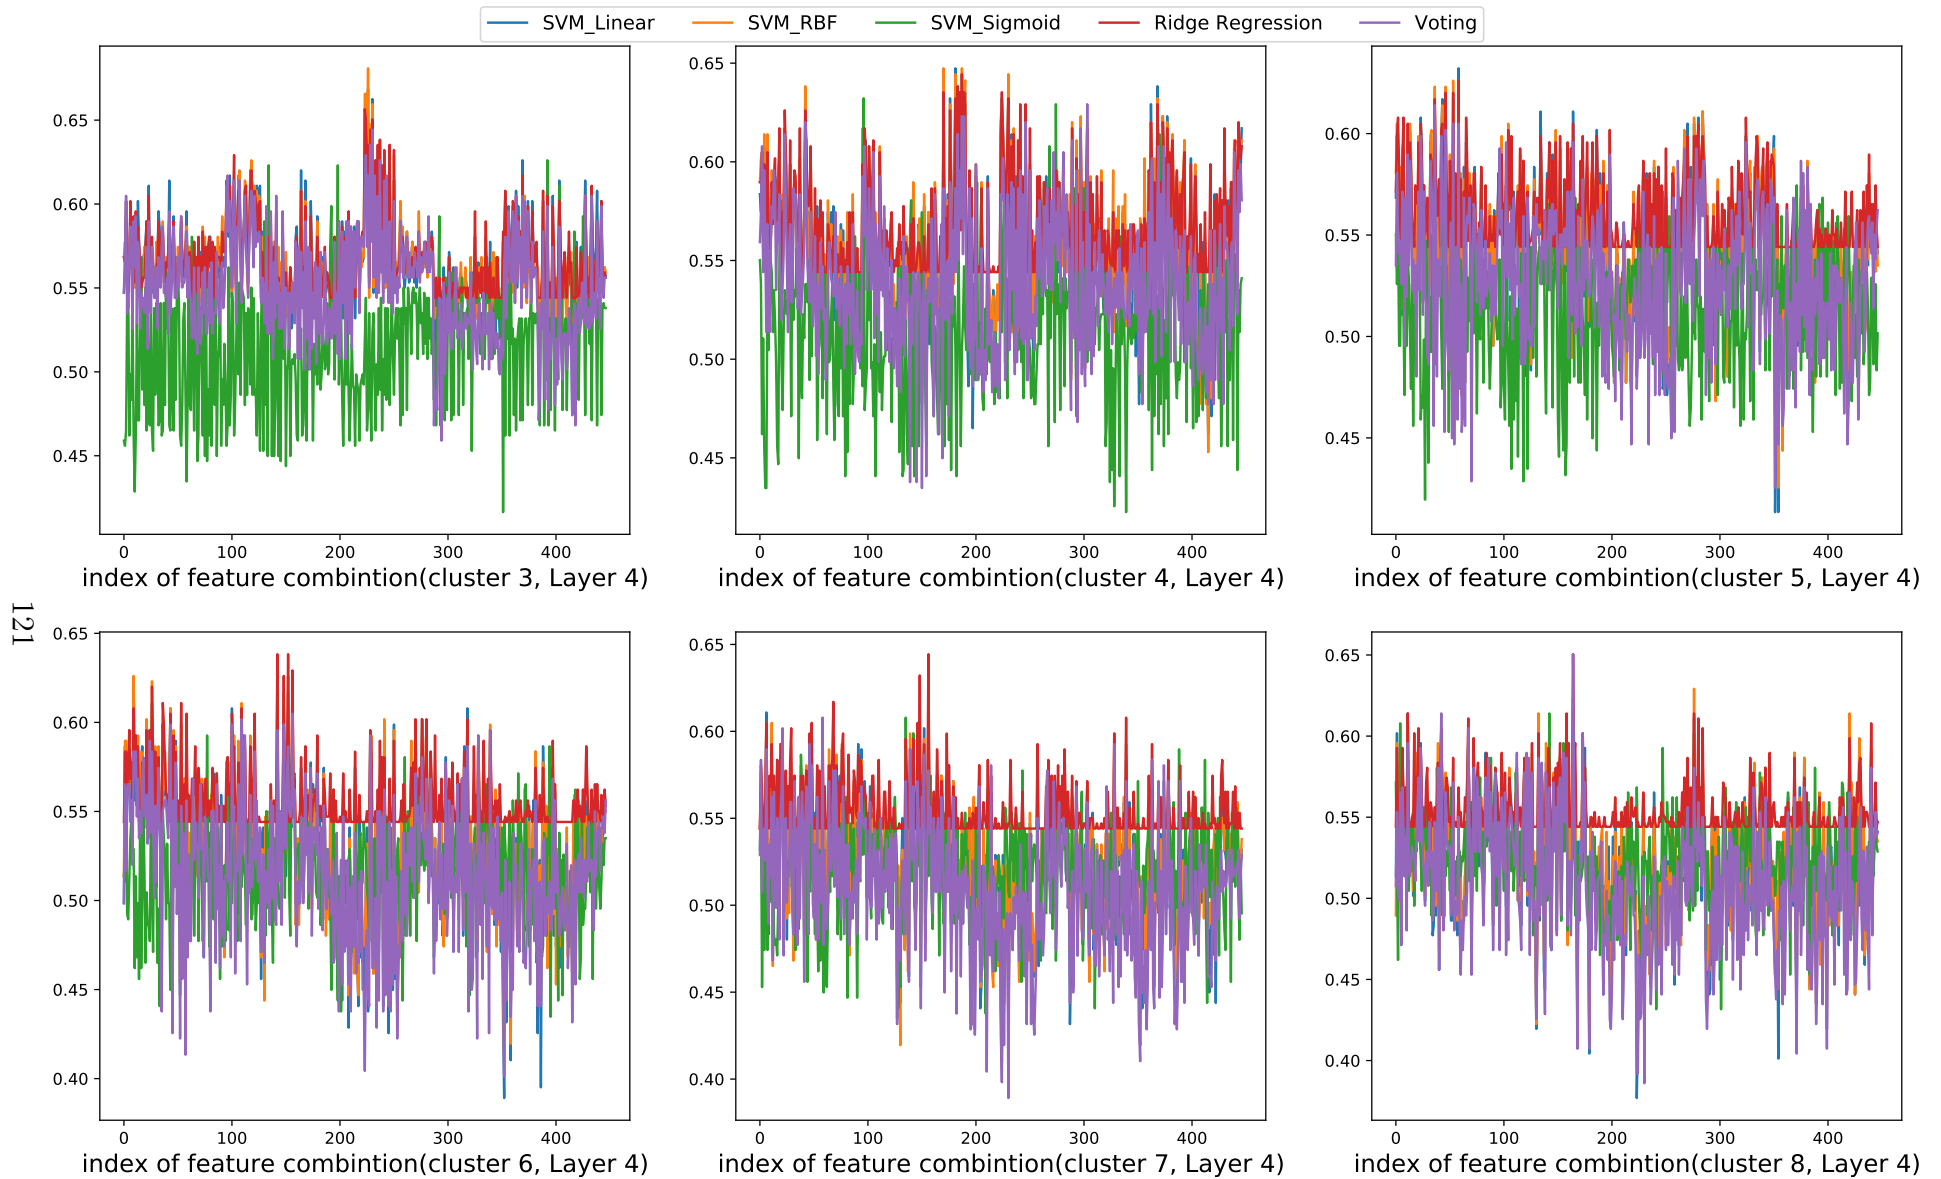 SVM_Linear SVM_RBF SVM_Sigmoid Ridge Regression Voting
0.65
0.60
0.55
0.50
0.45
0 100 200 300 400
index of feature combintion(cluster 3, Layer 4)
0.65
0.60
0.55
0.50
0.45
0 100 200 300 400
index of feature combintion(cluster 4, Layer 4)
0.60
0.55
0.50
0.45
0 100 200 300 400
index of feature combintion(cluster 5, Layer 4)
121
0.65
0.60
0.55
0.50
0.45
0.40
0 100 200 300 400
index of feature combintion(cluster 6, Layer 4)
0.65
0.60
0.55
0.50
0.45
0.40
0 100 200 300 400
index of feature combintion(cluster 7, Layer 4)
0.65
0.60
0.55
0.50
0.45
0.40
0 100 200 300 400
index of feature combintion(cluster 8, Layer 4)